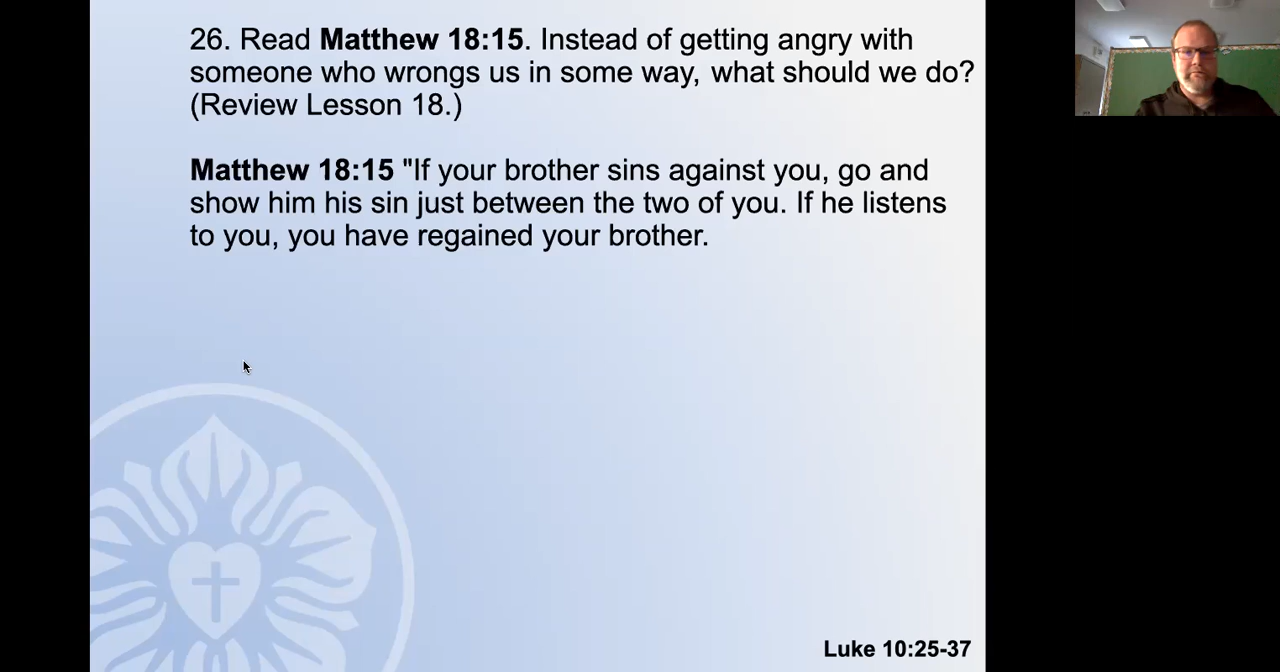 26. Read Matthew 18:15. Instead of getting angry with
someone who wrongs us in some way, what should we do?
(Review Lesson 18.)
Matthew 18:15 "If your brother sins against you, go and
show him his sin just between the two of you. If he listens
to you, you have regained your brother.
Luke 10:25-37